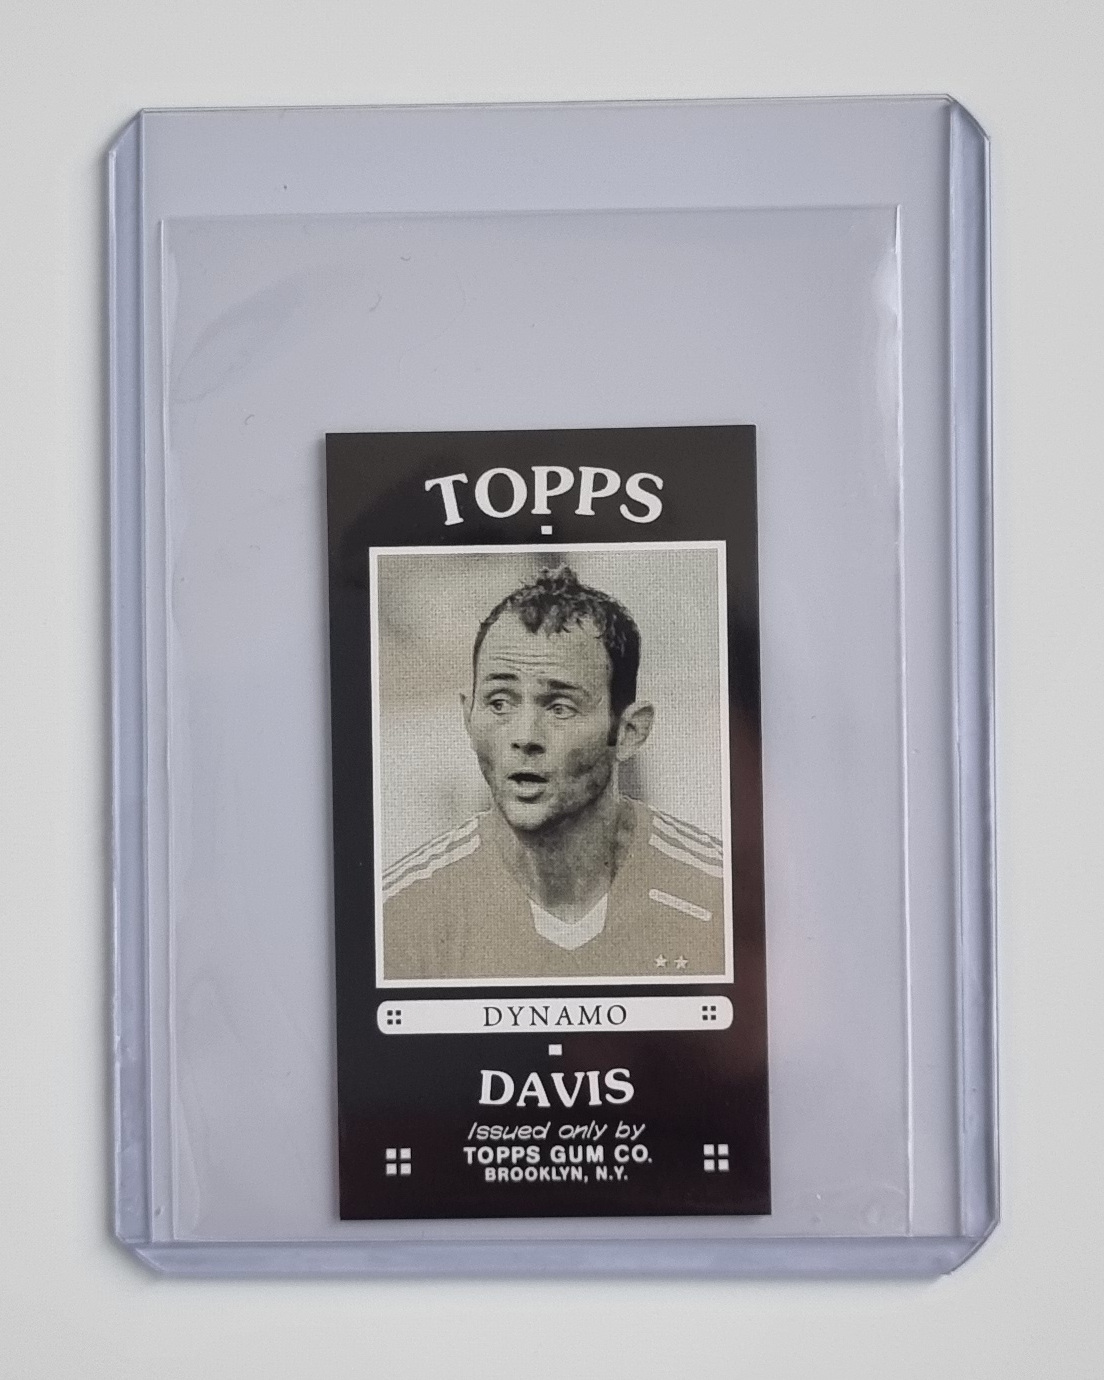 TOPPS
DYNAMO
DAVIS
Issued only by
TOPPS GUM CO.
BROOKLYN, N.Y.